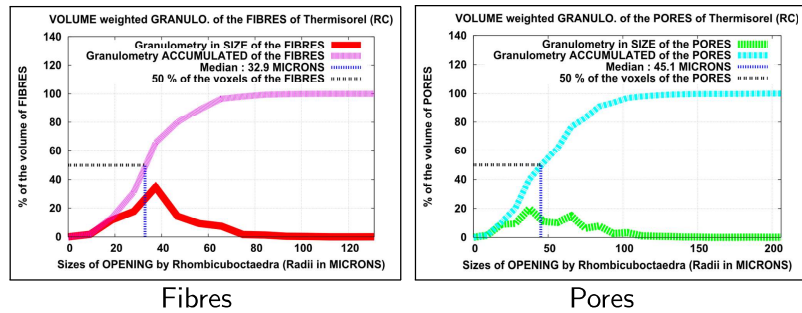 VOLUME weighted GRANULO. of the FIBRES of Thermisorel (RC)
Granulometry in SIZE of the FIBRES
Granulometry ACCUMULATED of the FIBRES
Median : 32.9 MICRONS
50 % of the voxels of the FIBRES
% of the volume of FIBRES
140
120
100
80
60
40
20
0
0 20 40 60 80 100 120
Sizes of OPENING by Rhombicuboctaedra (Radii in MICRONS)
Fibres
VOLUME weighted GRANULO. of the PORES of Thermisorel (RC)
Granulometry in SIZE of the PORES
Granulometry ACCUMULATED of the PORES
Median : 45.1 MICRONS
50 % of the voxels of the PORES
% of the volume of PORES
140
120
100
80
60
40
20
0
0 50 100 150 200
Sizes of OPENING by Rhombicuboctaedra (Radii in MICRONS)
Pores